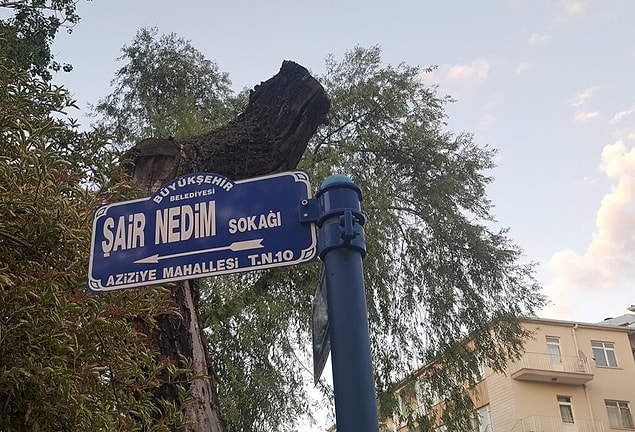 BÜYÜKŞEHİR
BELEDİYESİ
ŞAİR NEDİM SOKAĞI
AZİZİYE MAHALLESİ T.N.10